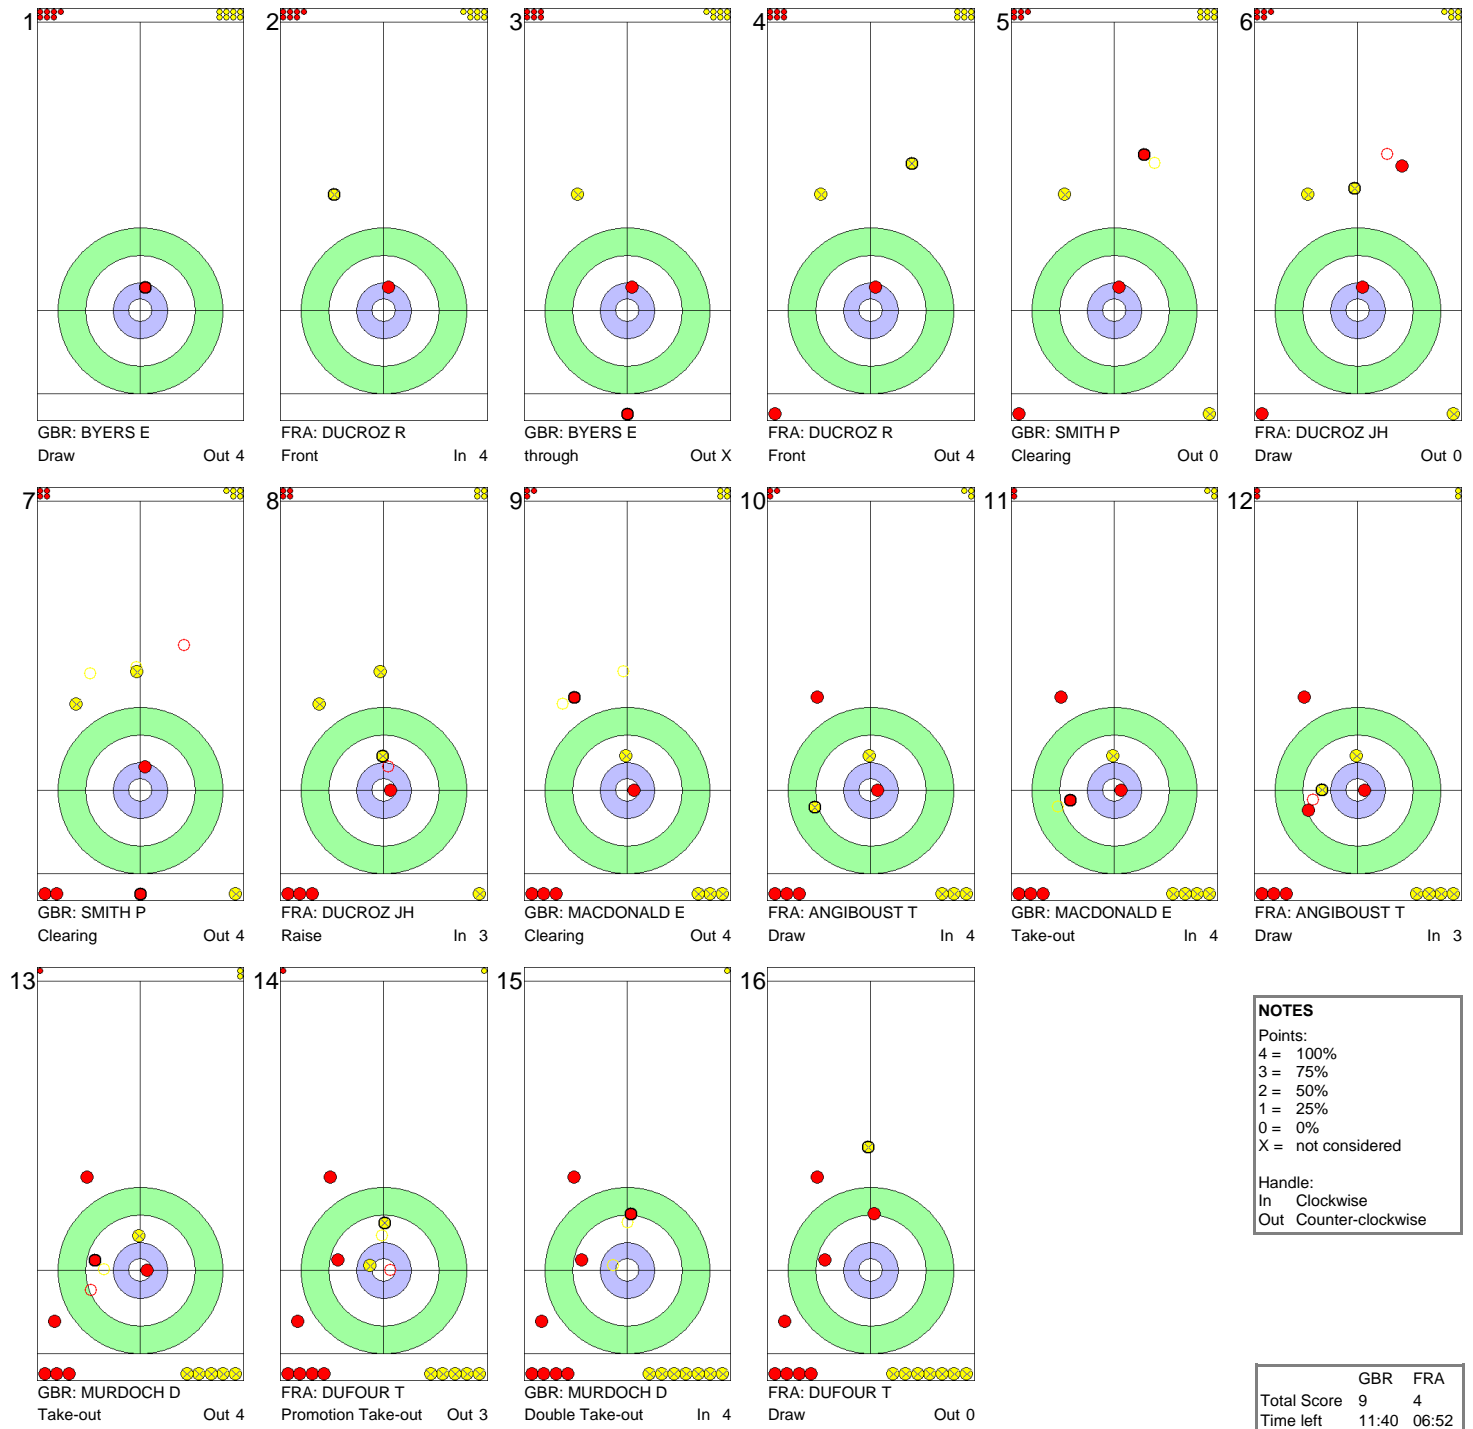 1
2
3
4
5
6
GBR: BYERS E
Draw Out 4
FRA: DUCROZ R
Front In 4
GBR: BYERS E
through Out X
FRA: DUCROZ R
Front Out 4
GBR: SMITH P
Clearing Out 0
FRA: DUCROZ JH
Draw Out 0
7
8
9
10
11
12
GBR: SMITH P
Clearing Out 4
FRA: DUCROZ JH
Raise In 3
GBR: MACDONALD E
Clearing Out 4
FRA: ANGIBOUST T
Draw In 4
GBR: MACDONALD E
Take-out In 4
FRA: ANGIBOUST T
Draw In 3
13
14
15
16
GBR: MURDOCH D
Take-out Out 4
FRA: DUFOUR T
Promotion Take-out Out 3
GBR: MURDOCH D
Double Take-out In 4
FRA: DUFOUR T
Draw Out 0
NOTES
Points:
4 = 100%
3 = 75%
2 = 50%
1 = 25%
0 = 0%
X = not considered
Handle:
In Clockwise
Out Counter-clockwise
GBR FRA
Total Score 9 4
Time left 11:40 06:52